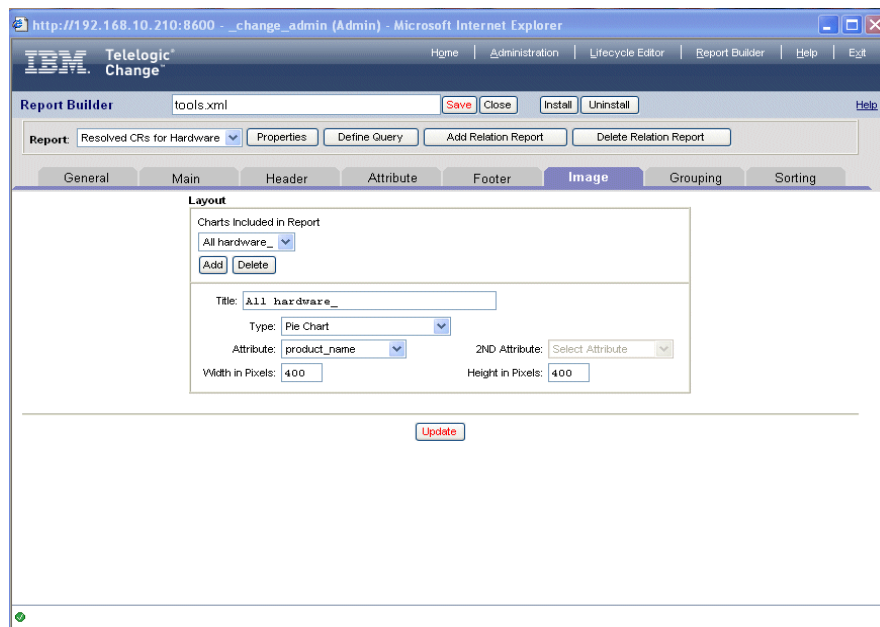 http://192.168.10.210:8600 - _change_admin (Admin) - Microsoft Internet Explorer
IBM. Telelogic® Change™
Home Administration Lifecycle Editor Report Builder Help Exit
Report Builder tools.xml Save Close Install Uninstall Help
Report: Resolved CRs for Hardware Properties Define Query Add Relation Report Delete Relation Report
General Main Header Attribute Footer Image Grouping Sorting
Layout
Charts Included in Report
All hardware_
Add Delete
Title: All hardware_
Type: Pie Chart
Attribute: product_name 2ND Attribute: Select Attribute
Width in Pixels: 400 Height in Pixels: 400
Update